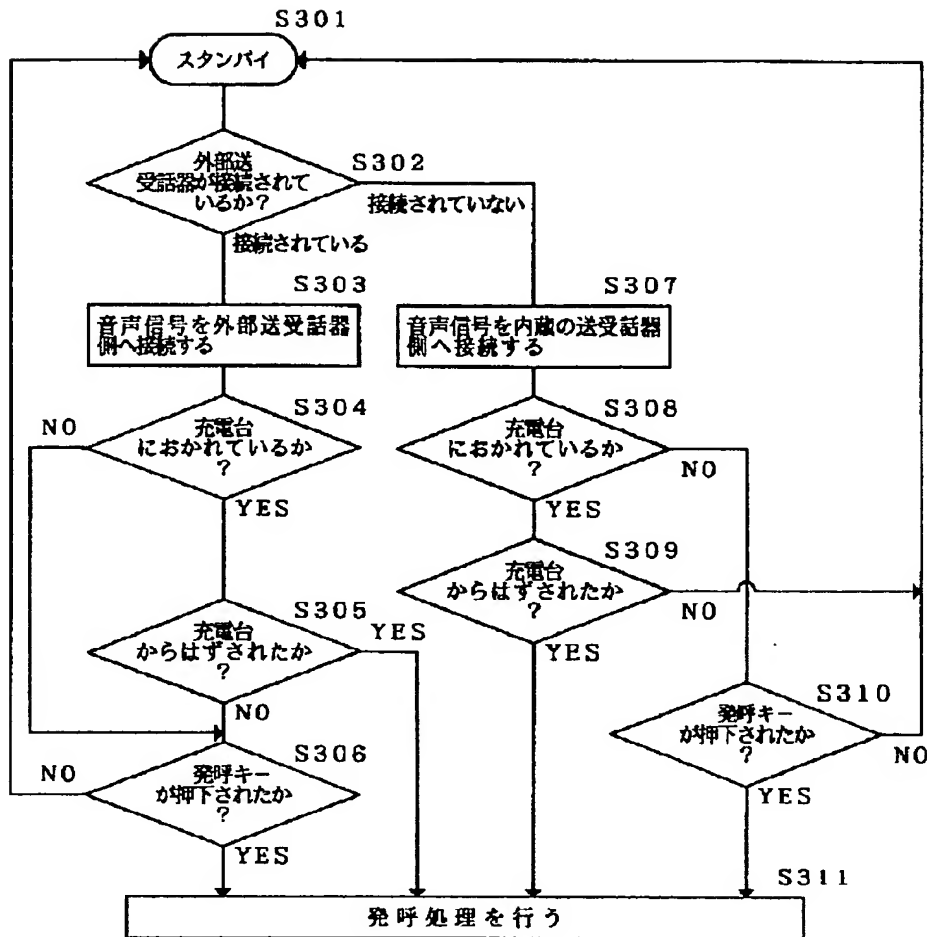 S301
スタンバイ
外部送
受話器が接続されて
いるか?
S302
接続されていない
接続されている
S303
音声信号を外部送受話器
側へ接続する
S307
音声信号を内蔵の送受話器
側へ接続する
S304
充電台
におかれているか
?
NO
YES
S308
充電台
におかれているか
?
NO
YES
S309
充電台
からはずされたか
?
NO
YES
S305
充電台
からはずされたか
?
YES
NO
S310
発呼キー
が押下されたか
?
NO
YES
S306
発呼キー
が押下されたか
?
NO
YES
S311
発呼処理を行う